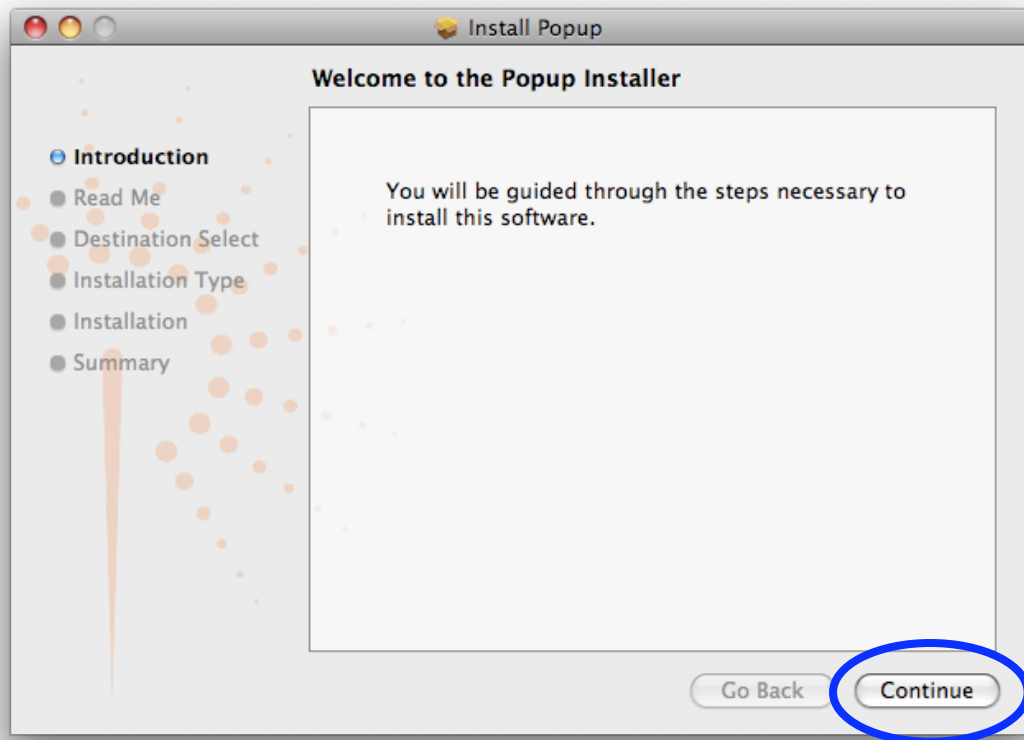 Install Popup
Welcome to the Popup Installer
Introduction
Read Me
Destination Select
Installation Type
Installation
Summary
You will be guided through the steps necessary to
install this software.
Go Back
Continue